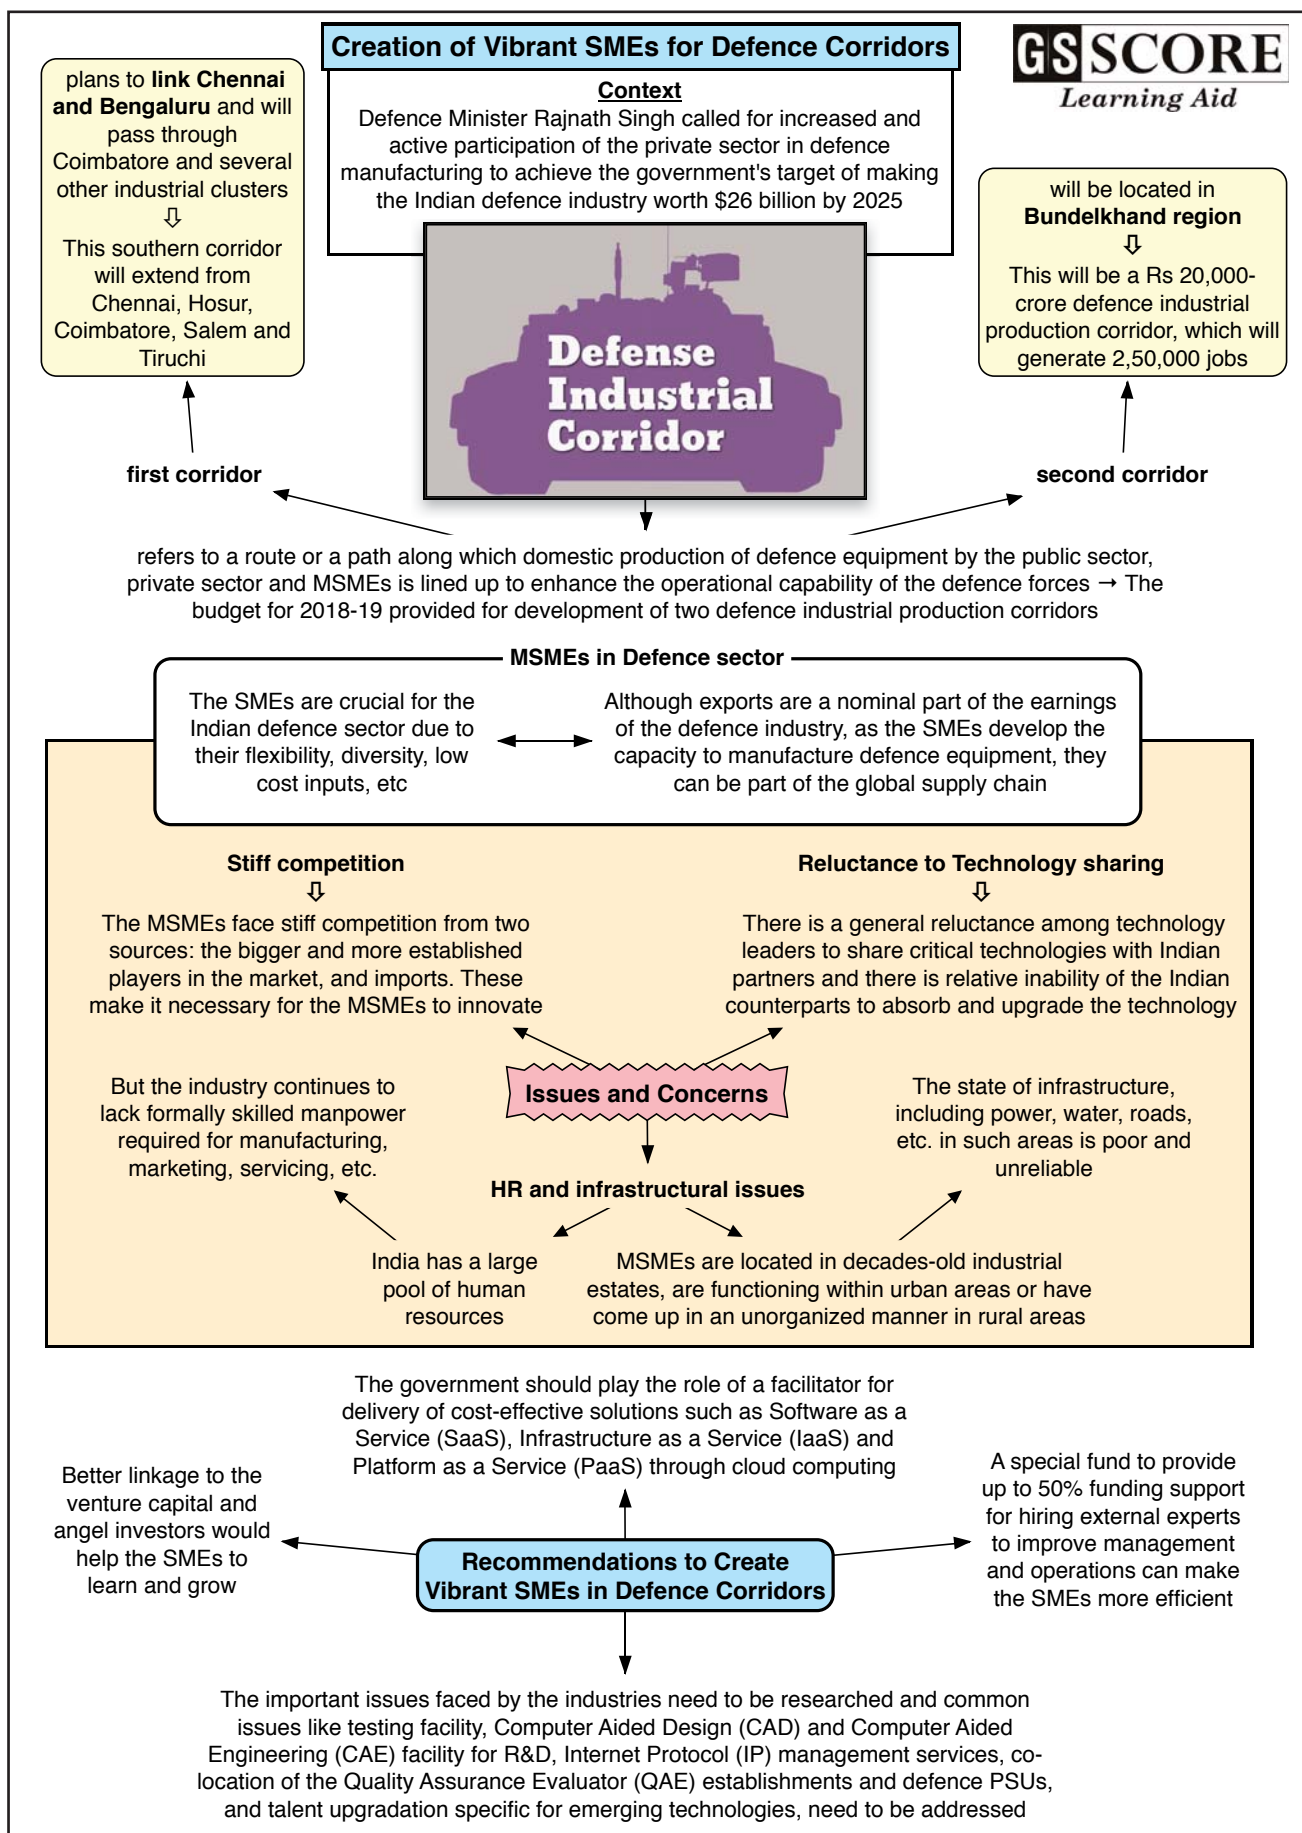 Creation of Vibrant SMEs for Defence Corridors
GS SCORE
Learning Aid
Context
Defence Minister Rajnath Singh called for increased and
active participation of the private sector in defence
manufacturing to achieve the government's target of making
the Indian defence industry worth $26 billion by 2025
plans to link Chennai
and Bengaluru and will
pass through
Coimbatore and several
other industrial clusters
⇩
This southern corridor
will extend from
Chennai, Hosur,
Coimbatore, Salem and
Tiruchi
will be located in
Bundelkhand region
⇩
This will be a Rs 20,000-
crore defence industrial
production corridor, which will
generate 2,50,000 jobs
Defense
Industrial
Corridor
first corridor
second corridor
refers to a route or a path along which domestic production of defence equipment by the public sector,
private sector and MSMEs is lined up to enhance the operational capability of the defence forces → The
budget for 2018-19 provided for development of two defence industrial production corridors
MSMEs in Defence sector
The SMEs are crucial for the
Indian defence sector due to
their flexibility, diversity, low
cost inputs, etc
Although exports are a nominal part of the earnings
of the defence industry, as the SMEs develop the
capacity to manufacture defence equipment, they
can be part of the global supply chain
Stiff competition
⇩
The MSMEs face stiff competition from two
sources: the bigger and more established
players in the market, and imports. These
make it necessary for the MSMEs to innovate
Reluctance to Technology sharing
⇩
There is a general reluctance among technology
leaders to share critical technologies with Indian
partners and there is relative inability of the Indian
counterparts to absorb and upgrade the technology
Issues and Concerns
But the industry continues to
lack formally skilled manpower
required for manufacturing,
marketing, servicing, etc.
The state of infrastructure,
including power, water, roads,
etc. in such areas is poor and
unreliable
HR and infrastructural issues
India has a large
pool of human
resources
MSMEs are located in decades-old industrial
estates, are functioning within urban areas or have
come up in an unorganized manner in rural areas
The government should play the role of a facilitator for
delivery of cost-effective solutions such as Software as a
Service (SaaS), Infrastructure as a Service (IaaS) and
Platform as a Service (PaaS) through cloud computing
Better linkage to the
venture capital and
angel investors would
help the SMEs to
learn and grow
A special fund to provide
up to 50% funding support
for hiring external experts
to improve management
and operations can make
the SMEs more efficient
Recommendations to Create
Vibrant SMEs in Defence Corridors
The important issues faced by the industries need to be researched and common
issues like testing facility, Computer Aided Design (CAD) and Computer Aided
Engineering (CAE) facility for R&D, Internet Protocol (IP) management services, co-
location of the Quality Assurance Evaluator (QAE) establishments and defence PSUs,
and talent upgradation specific for emerging technologies, need to be addressed